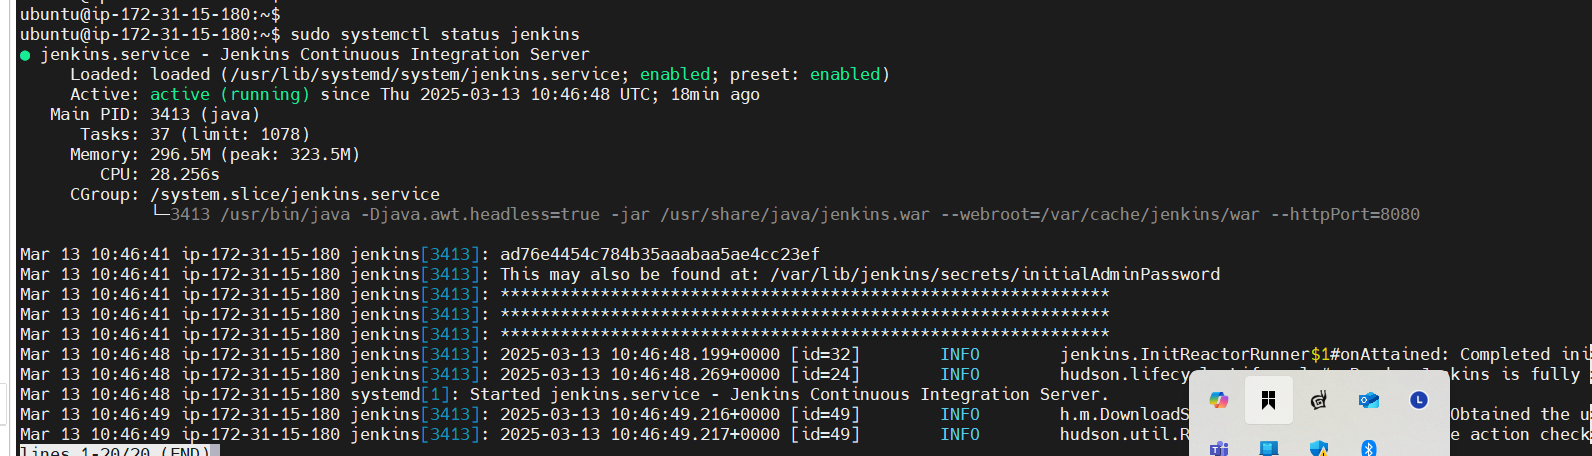 ubuntu@ip-172-31-15-180:~$
ubuntu@ip-172-31-15-180:~$ sudo systemctl status jenkins
● jenkins.service - Jenkins Continuous Integration Server
Loaded: loaded (/usr/lib/systemd/system/jenkins.service; enabled; preset: enabled)
Active: active (running) since Thu 2025-03-13 10:46:48 UTC; 18min ago
Main PID: 3413 (java)
Tasks: 37 (limit: 1078)
Memory: 296.5M (peak: 323.5M)
CPU: 28.256s
CGroup: /system.slice/jenkins.service
└─3413 /usr/bin/java -Djava.awt.headless=true -jar /usr/share/java/jenkins.war --webroot=/var/cache/jenkins/war --httpPort=8080
Mar 13 10:46:41 ip-172-31-15-180 jenkins[3413]: ad76e4454c784b35aaabaa5ae4cc23ef
Mar 13 10:46:41 ip-172-31-15-180 jenkins[3413]: This may also be found at: /var/lib/jenkins/secrets/initialAdminPassword
Mar 13 10:46:41 ip-172-31-15-180 jenkins[3413]: *************************************************************
Mar 13 10:46:41 ip-172-31-15-180 jenkins[3413]: *************************************************************
Mar 13 10:46:41 ip-172-31-15-180 jenkins[3413]: *************************************************************
Mar 13 10:46:48 ip-172-31-15-180 jenkins[3413]: 2025-03-13 10:46:48.199+0000 [id=32] INFO jenkins.InitReactorRunner$1#onAttained: Completed ini
Mar 13 10:46:48 ip-172-31-15-180 jenkins[3413]: 2025-03-13 10:46:48.269+0000 [id=24] INFO kins is fully
Mar 13 10:46:48 ip-172-31-15-180 systemd[1]: Started jenkins.service - Jenkins Continuous Integration Server.
Mar 13 10:46:49 ip-172-31-15-180 jenkins[3413]: 2025-03-13 10:46:49.216+0000 [id=49] INFO h.m.DownloadS Obtained the u
Mar 13 10:46:49 ip-172-31-15-180 jenkins[3413]: 2025-03-13 10:46:49.217+0000 [id=49] INFO hudson.util.R e action check
lines 1-20/20 (END)